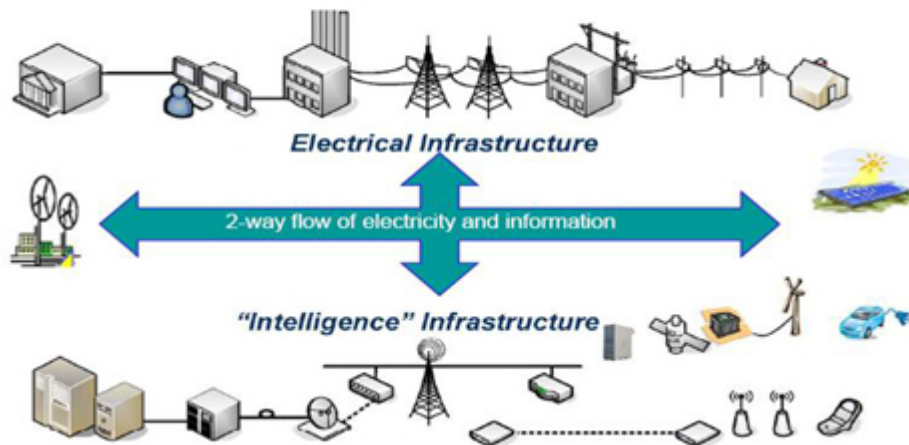 Electrical Infrastructure
2-way flow of electricity and information
“Intelligence” Infrastructure